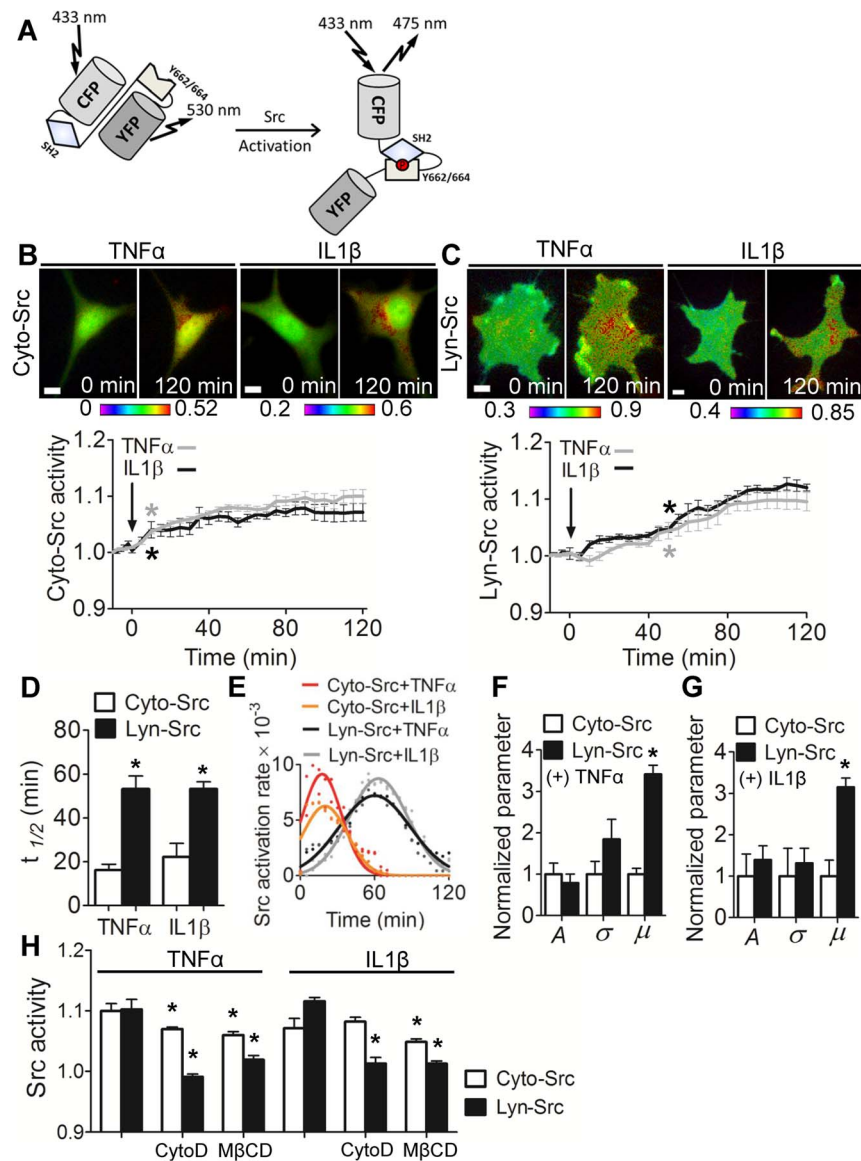 A
433 nm
CFP
Y662/664
YFP
530 nm
SH2
Src
Activation
433 nm 475 nm
CFP
SH2
P
Y662/664
YFP
B
TNFα IL1β
Cyto-Src
0 min 120 min 0 min 120 min
0 0.52 0.2 0.6
Cyto-Src activity
1.2
1.1
1.0
0.9
TNFα
IL1β
*
*
0 40 80 120
Time (min)
C
TNFα IL1β
Lyn-Src
0 min 120 min 0 min 120 min
0.3 0.9 0.4 0.85
Lyn-Src activity
1.2
1.1
1.0
0.9
TNFα
IL1β
*
*
0 40 80 120
Time (min)
D
Cyto-Src
Lyn-Src
t 1/2 (min)
80
60
40
20
0
* *
TNFα IL1β
E
Cyto-Src+TNFα
Cyto-Src+IL1β
Lyn-Src+TNFα
Lyn-Src+IL1β
Src activation rate × 10⁻³
10
5
0
0 60 120
Time (min)
F
Cyto-Src
Lyn-Src
(+) TNFα
*
Normalized parameter
4
3
2
1
0
A σ μ
G
Cyto-Src
Lyn-Src
(+) IL1β
*
Normalized parameter
4
3
2
1
0
A σ μ
H
TNFα IL1β
Src activity
1.2
1.1
1.0
0.9
* * * * * * *
CytoD MβCD CytoD MβCD
Cyto-Src
Lyn-Src